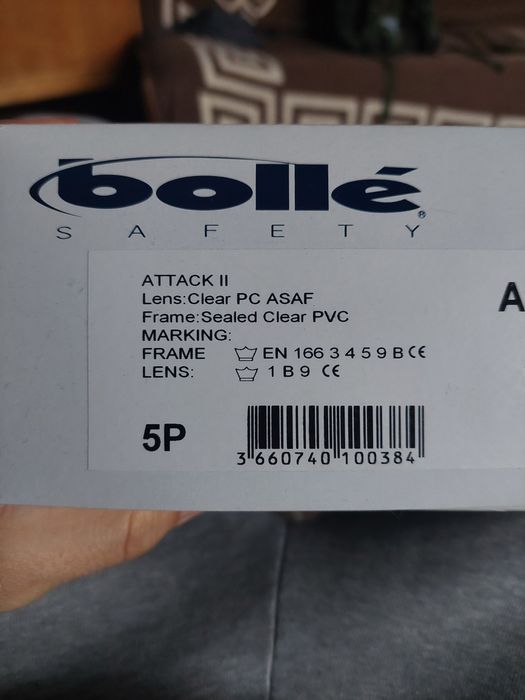 bollé®
SAFETY
ATTACK II
Lens:Clear PC ASAF
Frame:Sealed Clear PVC
MARKING:
FRAME EN 166 3 4 5 9 B CE
LENS: 1 B 9 CE
A
5P
3 660740 100384